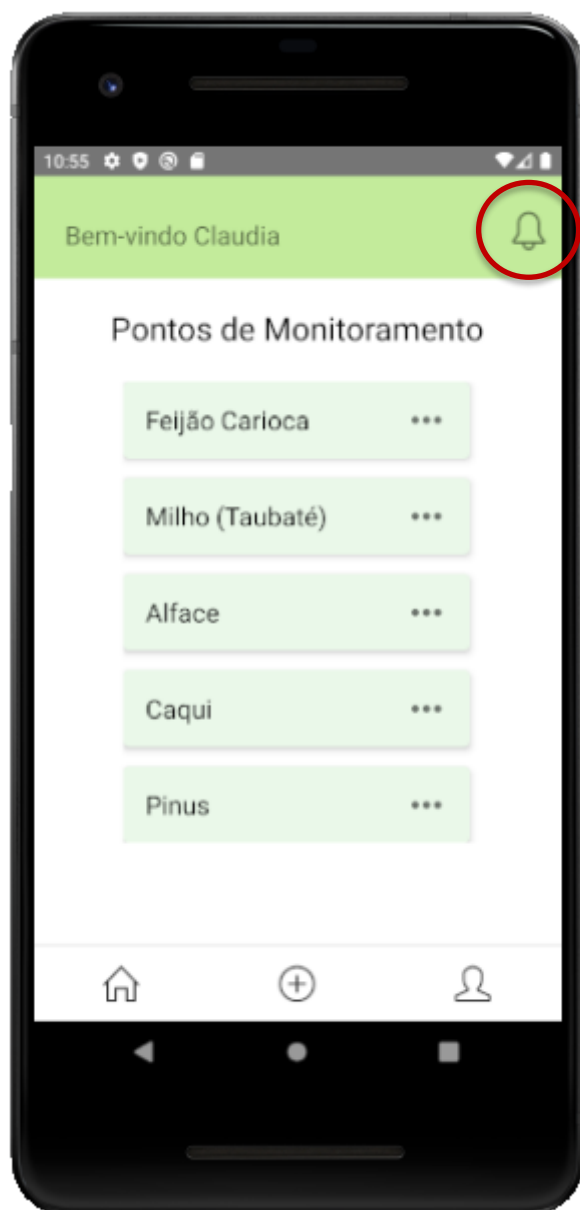 10:55
Bem-vindo Claudia
Pontos de Monitoramento
Feijão Carioca
Milho (Taubaté)
Alface
Caqui
Pinus